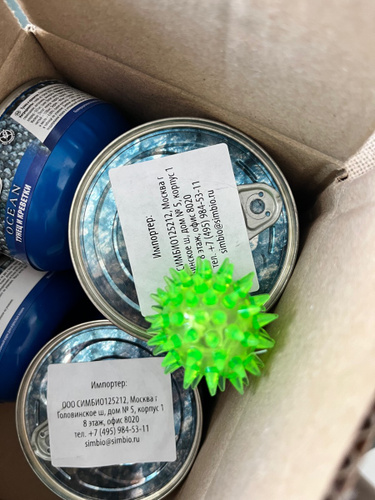 OCEAN
ТУНЕЦ И КРЕВЕТКИ
Импортер:
СИМБИО125212, Москва г
винское ш, дом № 5, корпус 1
8 этаж, офис 8020
тел. +7 (495) 984-53-11
simbio@simbio.ru
Импортер:
ООО СИМБИО125212, Москва г
Головинское ш, дом № 5, корпус 1
8 этаж, офис 8020
тел. +7 (495) 984-53-11
simbio@simbio.ru